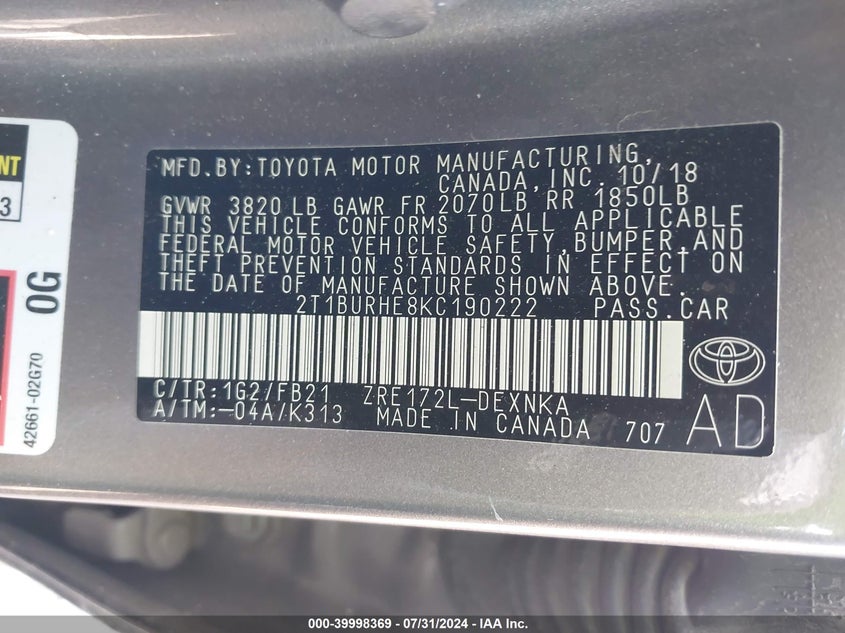 MFD.BY:TOYOTA MOTOR MANUFACTURING,
CANADA,INC. 10/18
GVWR 3820 LB GAWR FR 2070LB RR 1850LB
THIS VEHICLE CONFORMS TO ALL APPLICABLE
FEDERAL MOTOR VEHICLE SAFETY,BUMPER,AND
THEFT PREVENTION STANDARDS IN EFFECT ON
THE DATE OF MANUFACTURE SHOWN ABOVE.
2T1BURHE8KC190222 PASS.CAR
C/TR:1G2/FB21 ZRE172L-DEXNKA
A/TM:-04A/K313 MADE IN CANADA 707
AD
3
0G
42661-02G70
000-39998369 - 07/31/2024 - IAA Inc.